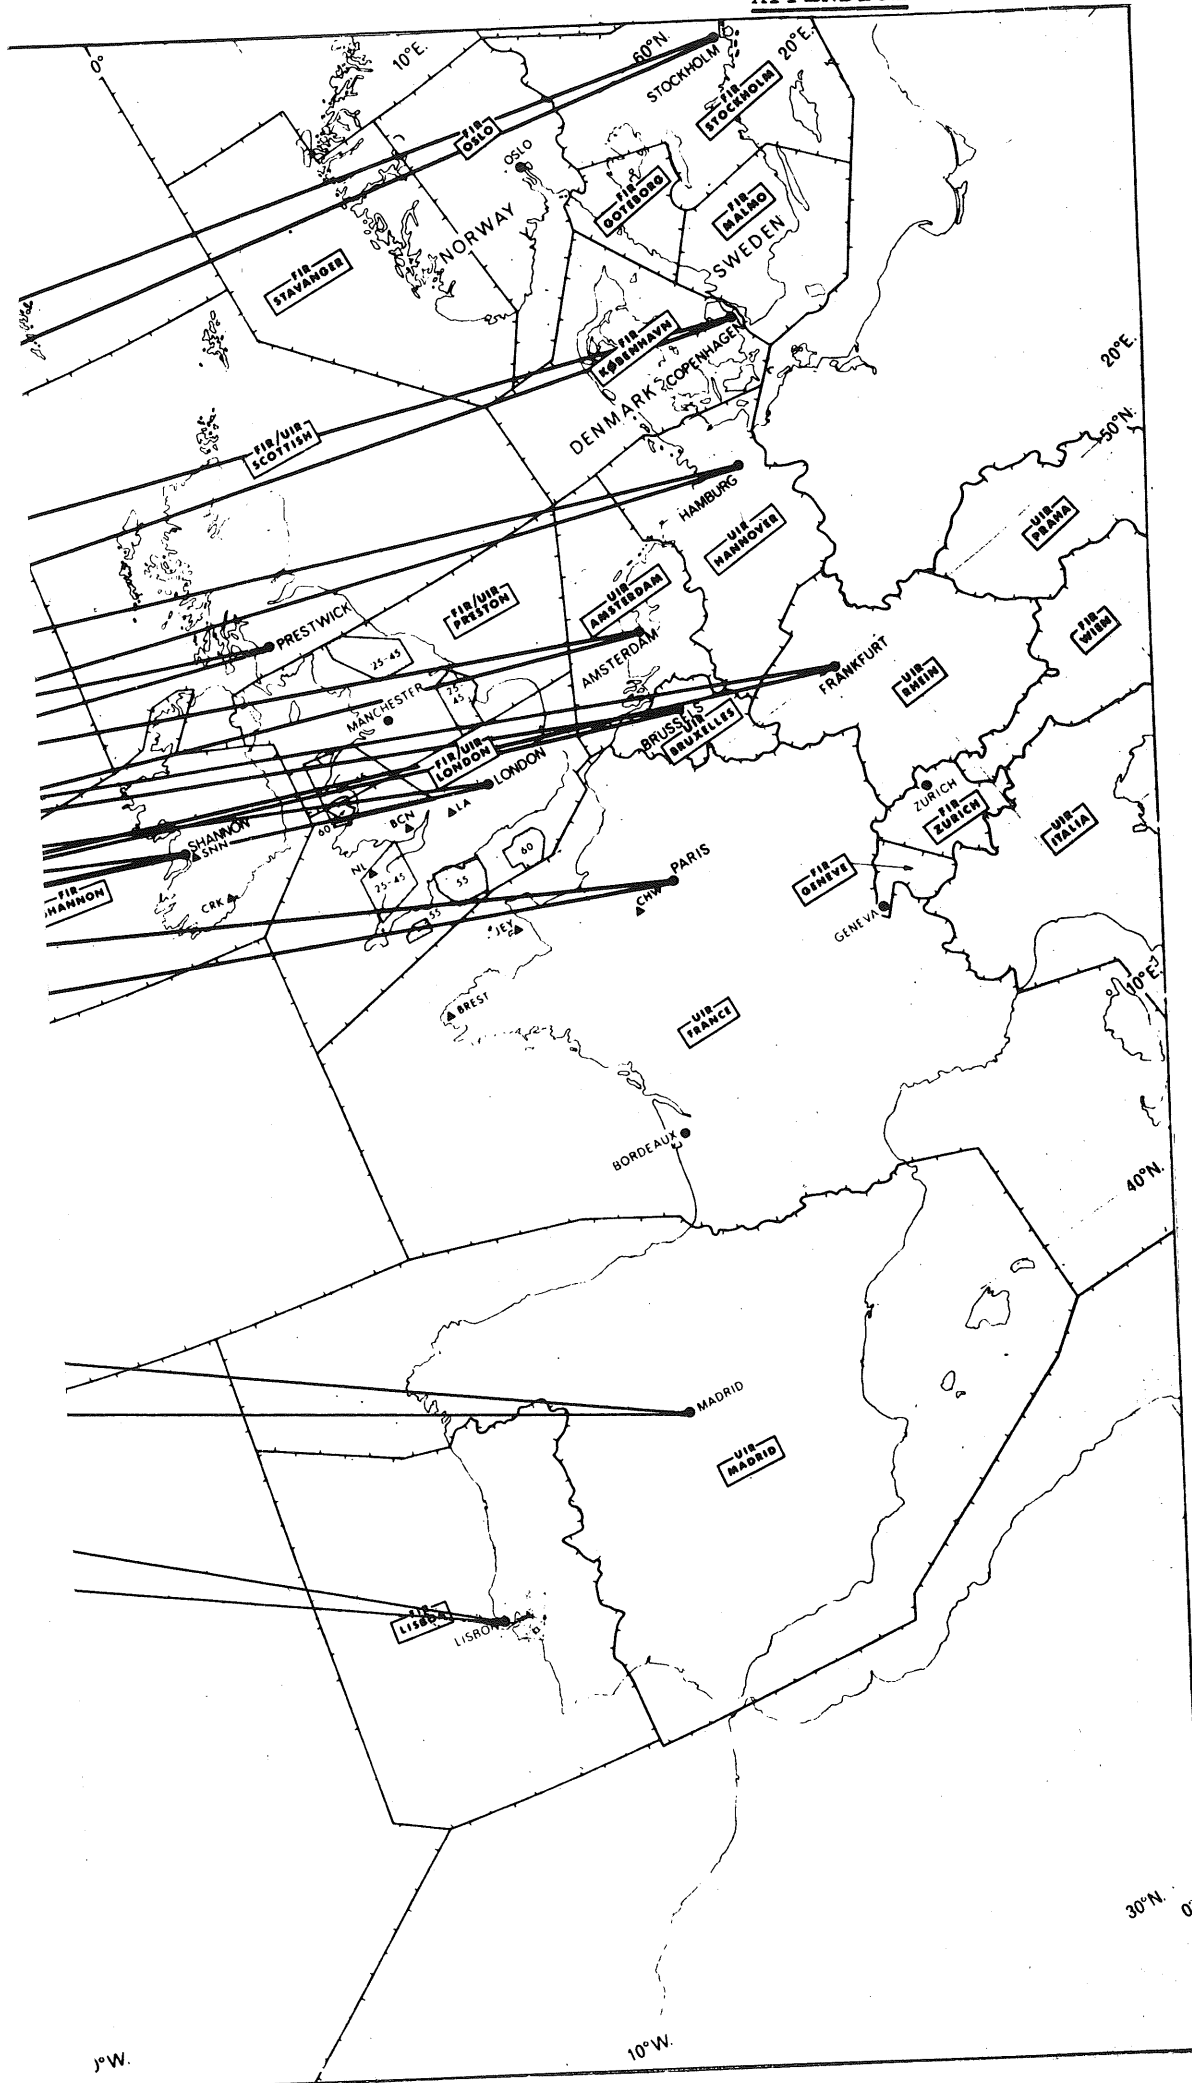 0°
10°E.
60°N.
STOCKHOLM
20°E.
FIR
STOCKHOLM
FIR
OSLO
OSLO
FIR
GOTEBORG
FIR
MALMO
NORWAY
SWEDEN
FIR
STAVANGER
FIR
KØBENHAVN
COPENHAGEN
DENMARK
20°E.
50°N.
FIR/UIR
SCOTTISH
HAMBURG
UIR
HANNOVER
UIR
PRAHA
FIR/UIR
PRESTON
UIR
AMSTERDAM
PRESTWICK
25-45
AMSTERDAM
FRANKFURT
UIR
RHEIN
FIR
WIEN
25-
45
MANCHESTER
BRUSSELS
UIR
BRUXELLES
FIR/UIR
LONDON
LONDON
ZURICH
FIR
ZURICH
UIR
ITALIA
60
BCN
ALA
SHANNON
SNN
FIR
HANNON
CRK
NL
25-45
55
60
55
PARIS
CHW
JEY
FIR
GENEVE
GENEVA
BREST
10°E.
UIR
FRANCE
BORDEAUX
40°N.
MADRID
UIR
MADRID
FIR
LISBOA
LISBON
30°N.
10°W.
°W.